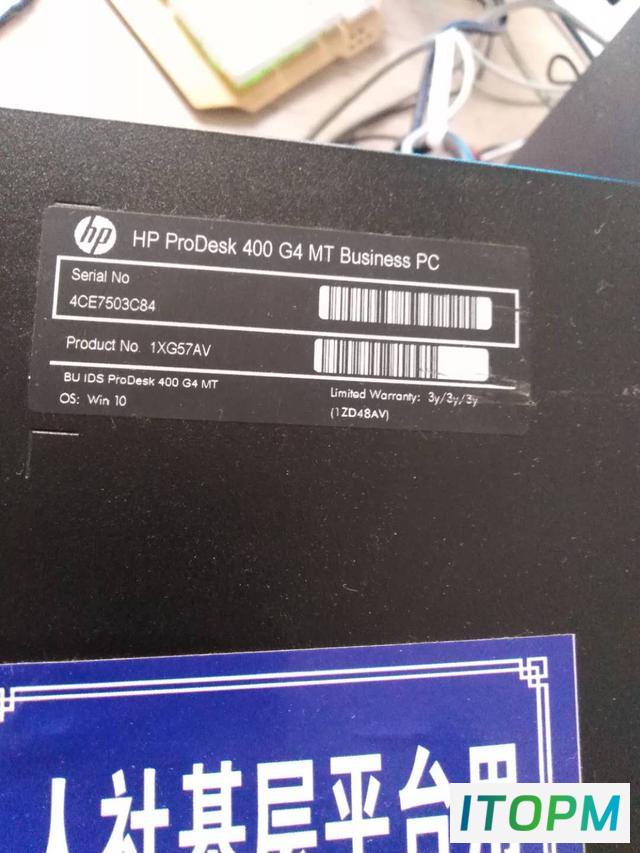 hp HP ProDesk 400 G4 MT Business PC
Serial No
4CE7503C84
Product No. 1XG57AV
BU IDS ProDesk 400 G4 MT
OS: Win 10
Limited Warranty: 3y/3y/3y
(1ZD48AV)
人社基层平台用
ITOPM